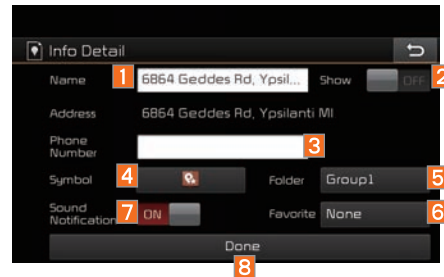 Info Detail
Name 1 6864 Geddes Rd, Ypsil... Show OFF 2
Address 6864 Geddes Rd, Ypsilanti MI
Phone
Number 3
Symbol 4 Folder Group1 5
Sound
Notification 7 ON Favorite None 6
Done
8